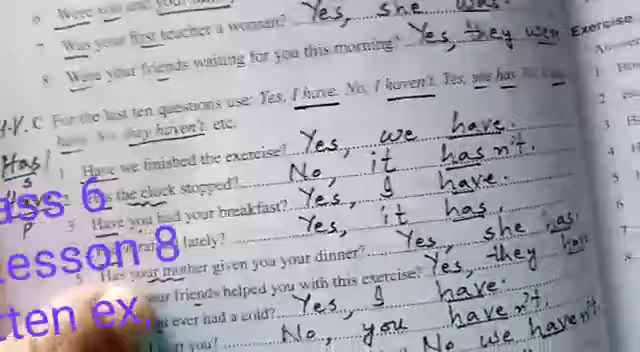 6 Were you and your
Yes, she was.
7 Was your first teacher a woman? Yes, they were Exercise
8 Were your friends waiting for you this morning?
C For the last ten questions use: Yes, I have. No, I haven't. Yes, she has.
they haven't. etc.
Has
1 Have we finished the exercise? Yes, we have.
the clock stopped? No, it hasn't.
3 Have you had your breakfast? Yes, I have.
lately? Yes, it has.
5 Has your mother given you your dinner? Yes, she has.
your friends helped you with this exercise? Yes, they have
ever had a cold? Yes, I have.
you? No, you haven't.
No we haven't
ass 6
esson 8
ten ex,